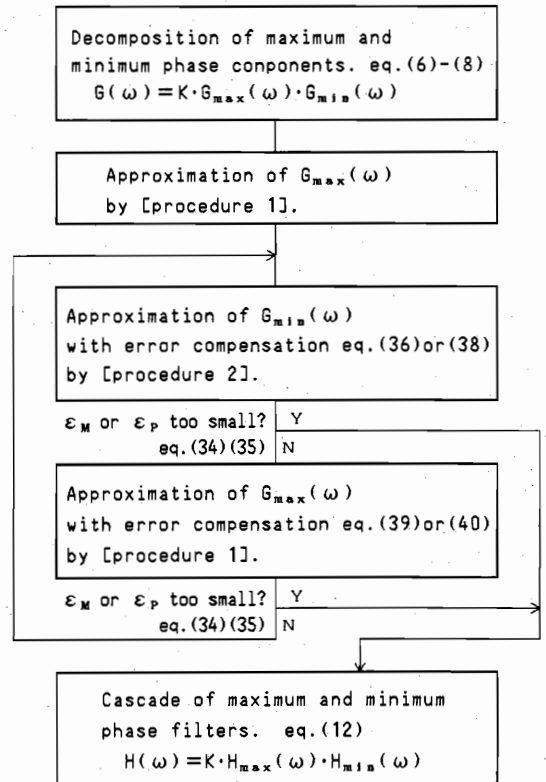 Decomposition of maximum and
minimum phase conponents. eq.(6)-(8)
G(ω)=K·Gmax(ω)·Gmin(ω)
Approximation of Gmax(ω)
by [procedure 1].
Approximation of Gmin(ω)
with error compensation eq.(36)or(38)
by [procedure 2].
εM or εP too small? Y
eq.(34)(35) N
Approximation of Gmax(ω)
with error compensation eq.(39)or(40)
by [procedure 1].
εM or εP too small? Y
eq.(34)(35) N
Cascade of maximum and minimum
phase filters. eq.(12)
H(ω)=K·Hmax(ω)·Hmin(ω)